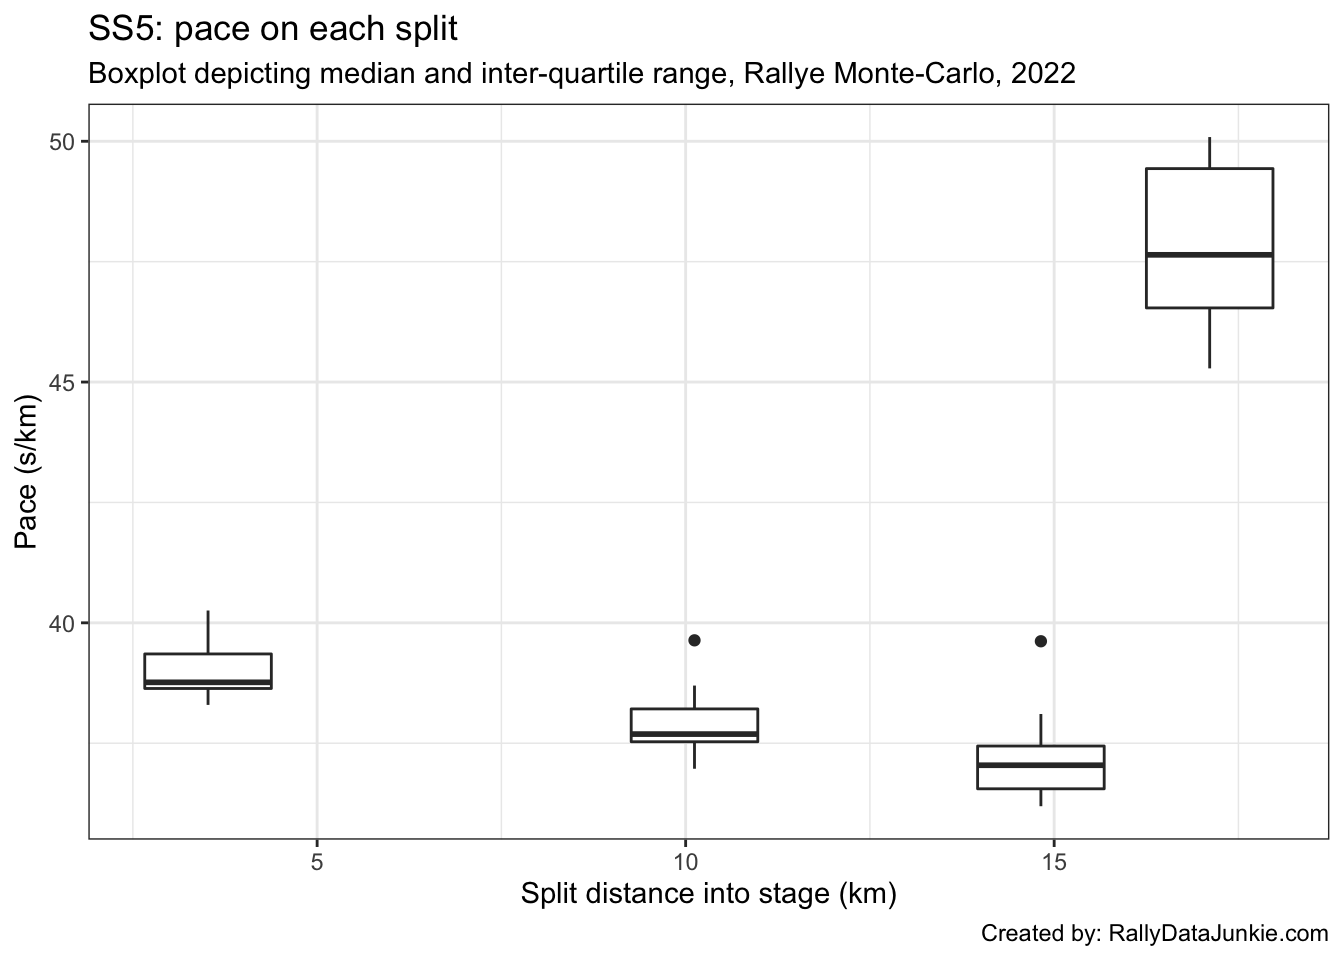 SS5: pace on each split
Boxplot depicting median and inter-quartile range, Rallye Monte-Carlo, 2022
50
45
40
Pace (s/km)
5 10 15
Split distance into stage (km)
Created by: RallyDataJunkie.com